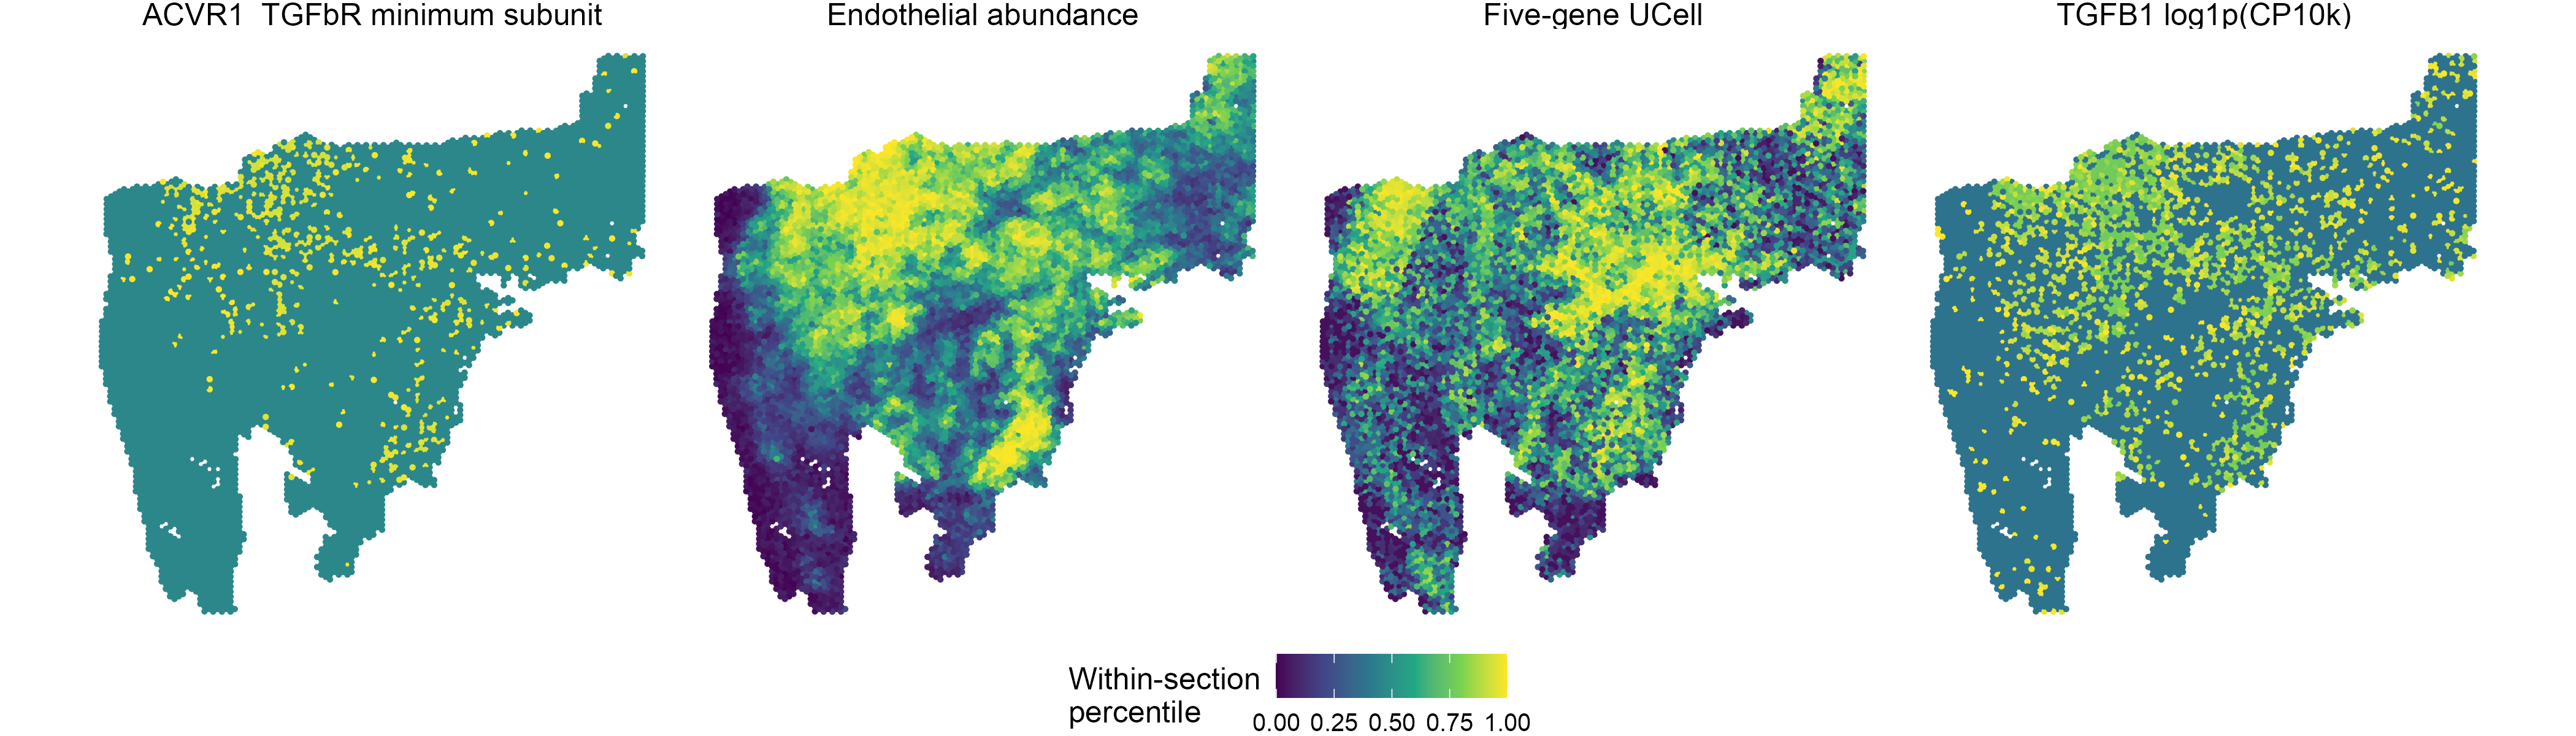 ACVR1  TGFbR minimum subunit
Endothelial abundance
Five-gene UCell
TGFB1 log1p(CP10k)
Within-section
percentile
0.00 0.25 0.50 0.75 1.00